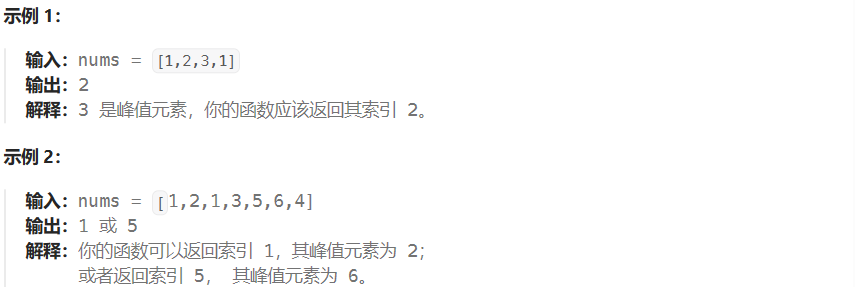 示例 1：
输入：nums = [1,2,3,1]
输出：2
解释：3 是峰值元素，你的函数应该返回其索引 2。
示例 2：
输入：nums = [1,2,1,3,5,6,4]
输出：1 或 5
解释：你的函数可以返回索引 1，其峰值元素为 2；
或者返回索引 5， 其峰值元素为 6。